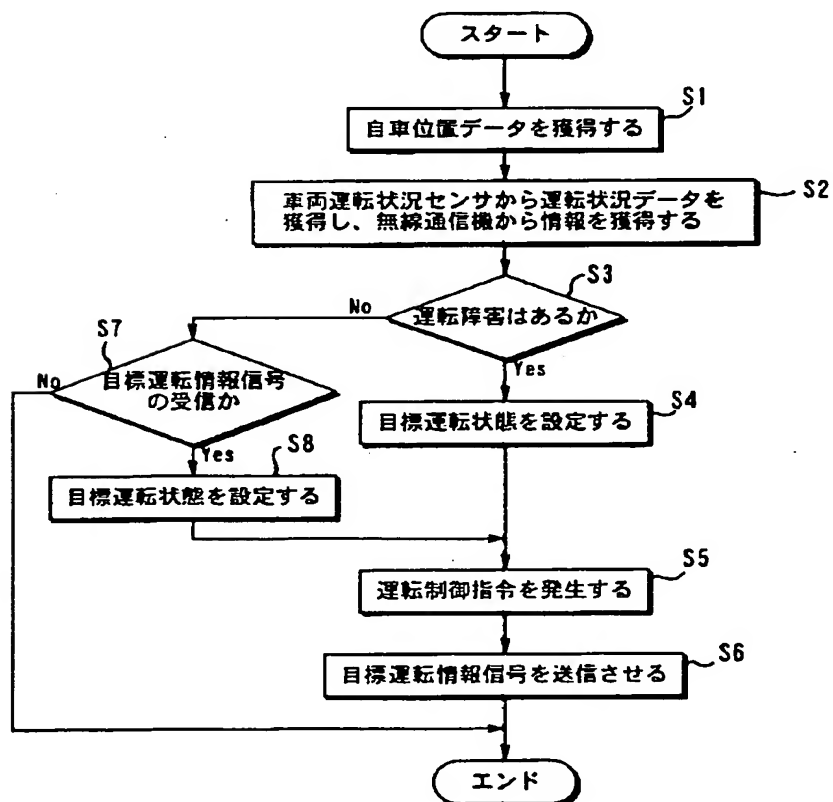 スタート
S1
自車位置データを獲得する
S2
車両運転状況センサから運転状況データを
獲得し、無線通信機から情報を獲得する
S3
運転障害はあるか
No
Yes
S7
目標運転情報信号
の受信か
No
Yes
S4
目標運転状態を設定する
S8
目標運転状態を設定する
S5
運転制御指令を発生する
S6
目標運転情報信号を送信させる
エンド